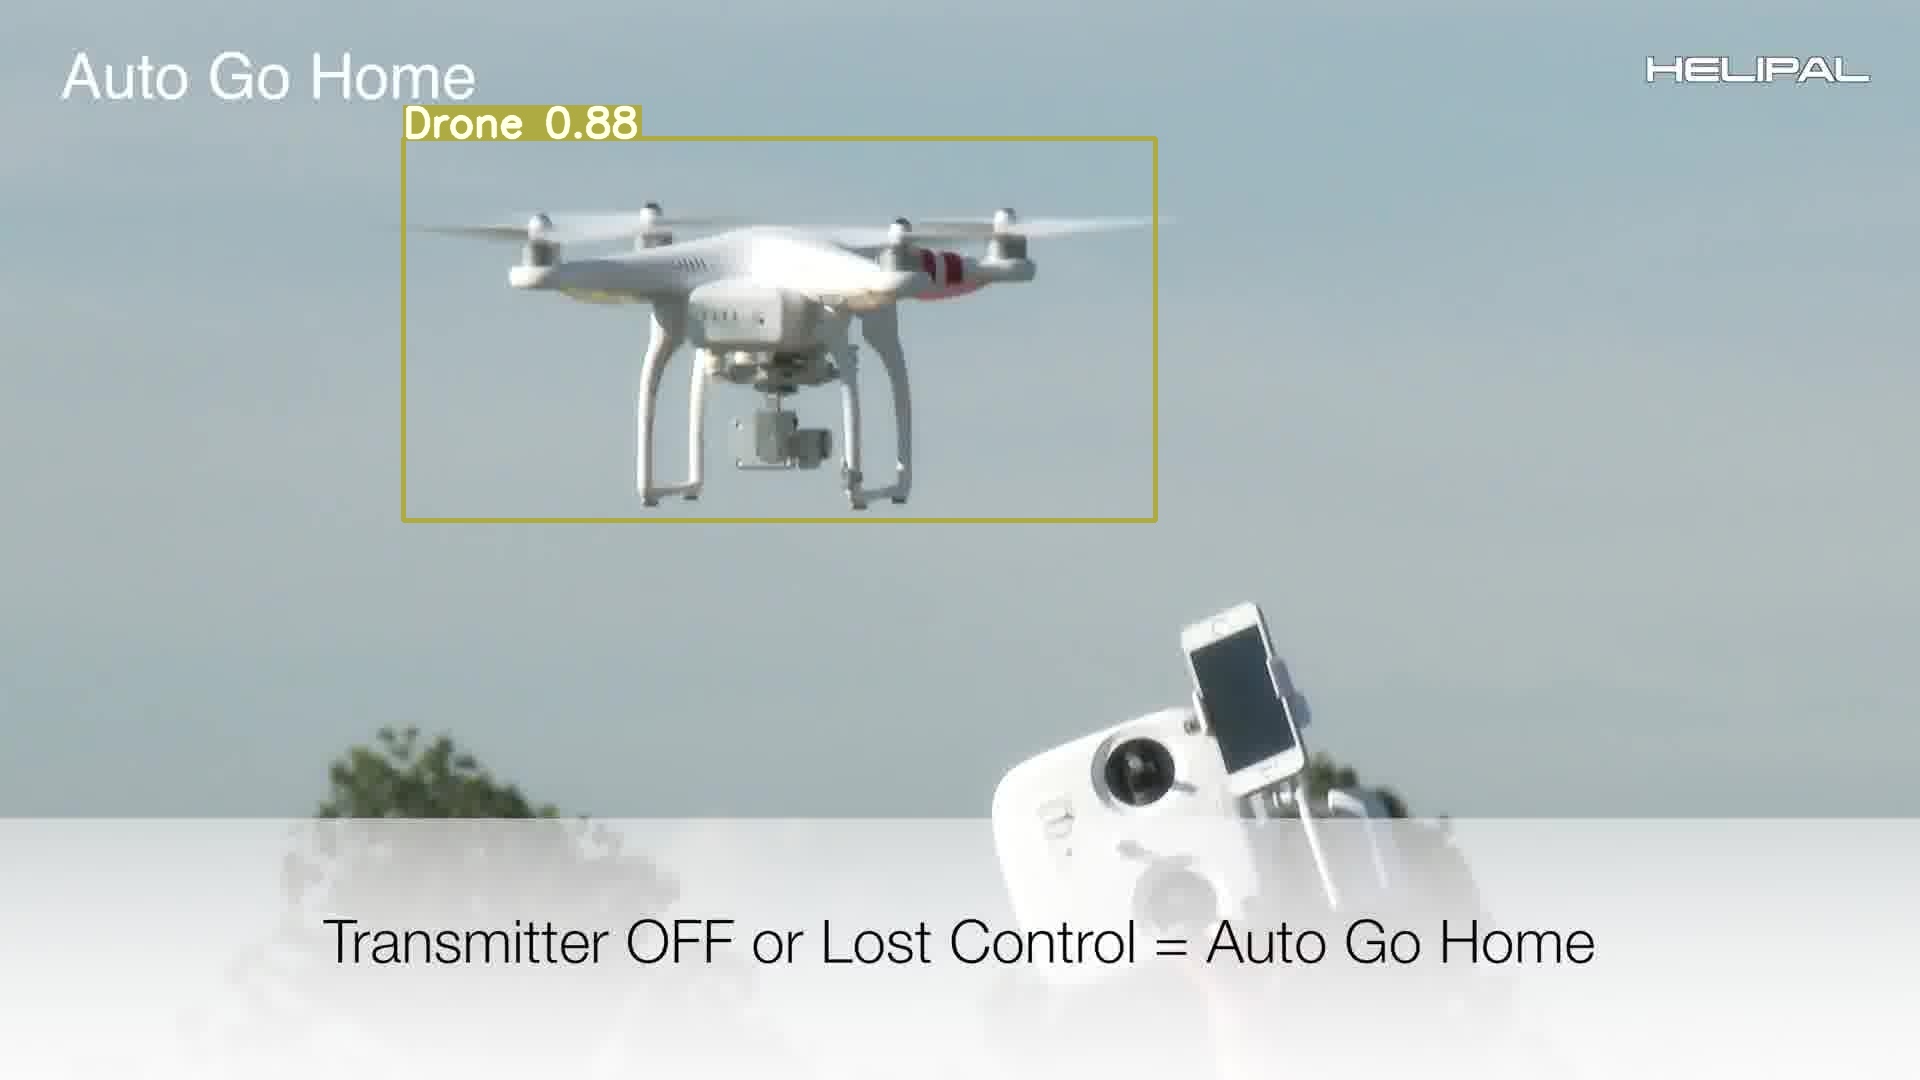 Auto Go Home
HELIPAL
Drone 0.88
Transmitter OFF or Lost Control = Auto Go Home